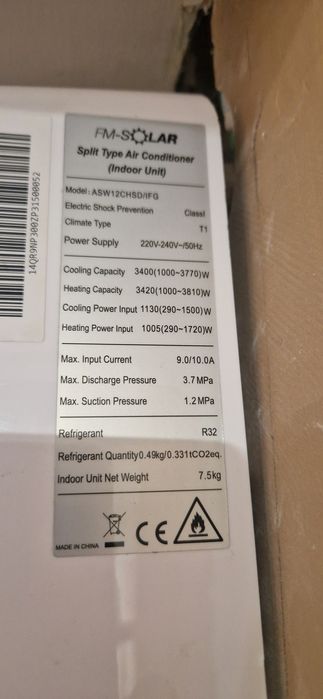 FM-SOLAR
Split Type Air Conditioner
(Indoor Unit)
Model: ASW12CHSD/IFG
Electric Shock Prevention ClassI
Climate Type T1
Power Supply 220V-240V~/50Hz
Cooling Capacity 3400(1000~3770)W
Heating Capacity 3420(1000~3810)W
Cooling Power Input 1130(290~1500)W
Heating Power Input 1005(290~1720)W
Max. Input Current 9.0/10.0A
Max. Discharge Pressure 3.7MPa
Max. Suction Pressure 1.2MPa
Refrigerant R32
Refrigerant Quantity0.49kg/0.331tCO2eq.
Indoor Unit Net Weight 7.5kg
MADE IN CHINA
CE
14QR9NP300ZP31500052